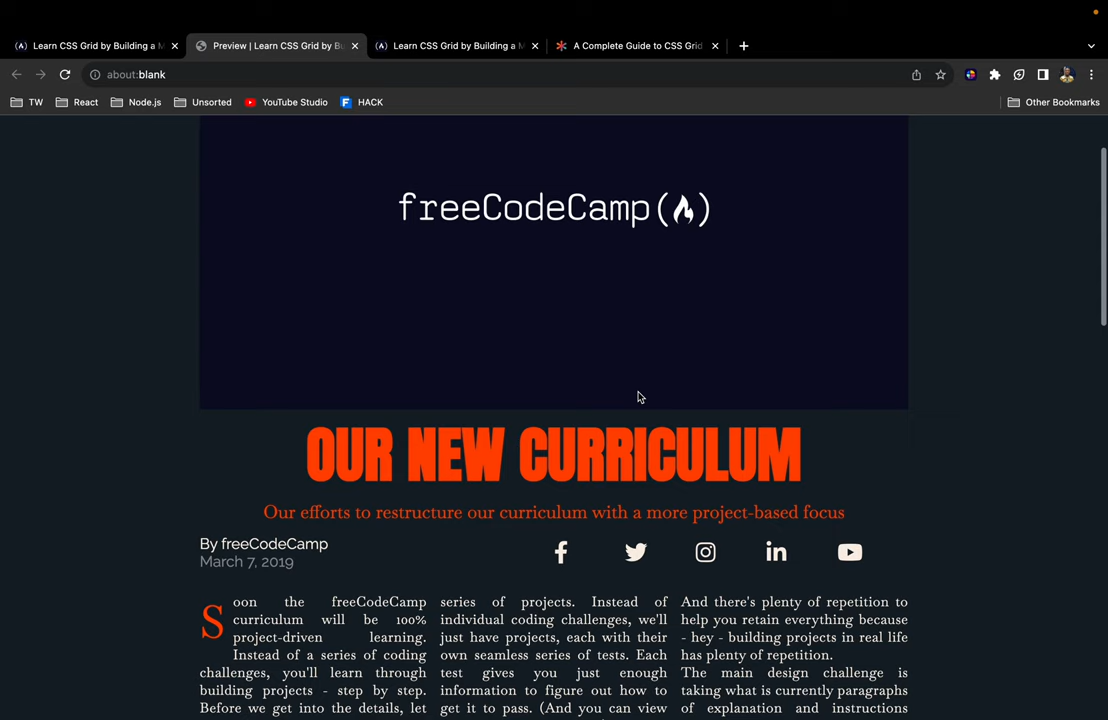 Learn CSS Grid by Building a M
Preview | Learn CSS Grid by Bu
Learn CSS Grid by Building a M
A Complete Guide to CSS Grid
about:blank
TW
React
Node.js
Unsorted
YouTube Studio
HACK
Other Bookmarks
freeCodeCamp
OUR NEW CURRICULUM
Our efforts to restructure our curriculum with a more project-based focus
By freeCodeCamp
March 7, 2019
Soon the freeCodeCamp
curriculum will be 100%
project-driven learning.
Instead of a series of coding
challenges, you'll learn through
building projects - step by step.
Before we get into the details, let
series of projects. Instead of
individual coding challenges, we'll
just have projects, each with their
own seamless series of tests. Each
test gives you just enough
information to figure out how to
get it to pass. (And you can view
And there's plenty of repetition to
help you retain everything because
- hey - building projects in real life
has plenty of repetition.
The main design challenge is
taking what is currently paragraphs
of explanation and instructions